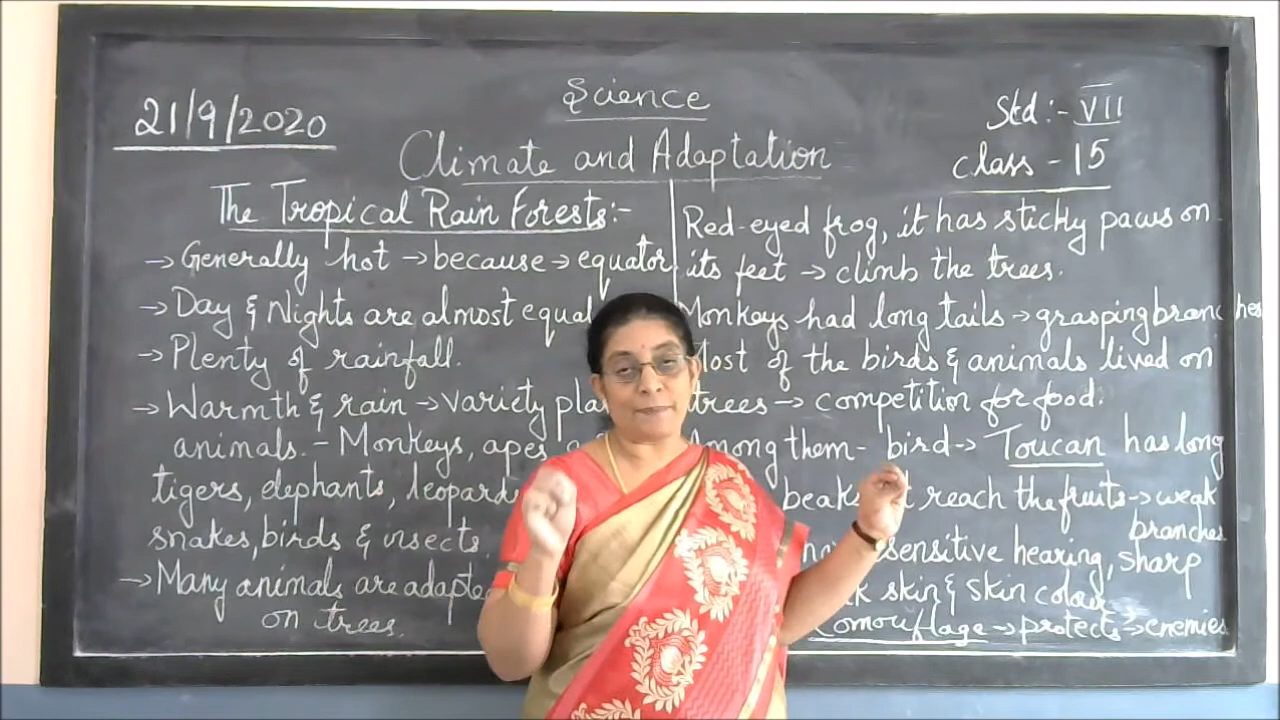 Science
21/9/2020
Std:- VII
Climate and Adaptation
class - 15
The Tropical Rain Forests:-
→ Generally hot → because → equator
→ Day & Nights are almost equal
→ Plenty of rainfall.
→ Warmth & rain → variety
animals. - Monkeys, apes
tigers, elephants, leopards
snakes, birds & insects.
→ Many animals are adapted
on trees.
Red-eyed frog, it has sticky paws on
its feet → climb the trees.
Monkeys had long tails → grasping branches
Most of the birds & animals lived on
trees → competition for food.
Among them - bird → Toucan has long
beak reach the fruits → weak
branches
sensitive hearing, sharp
skin & skin colour
Comouflage → protects → enemies